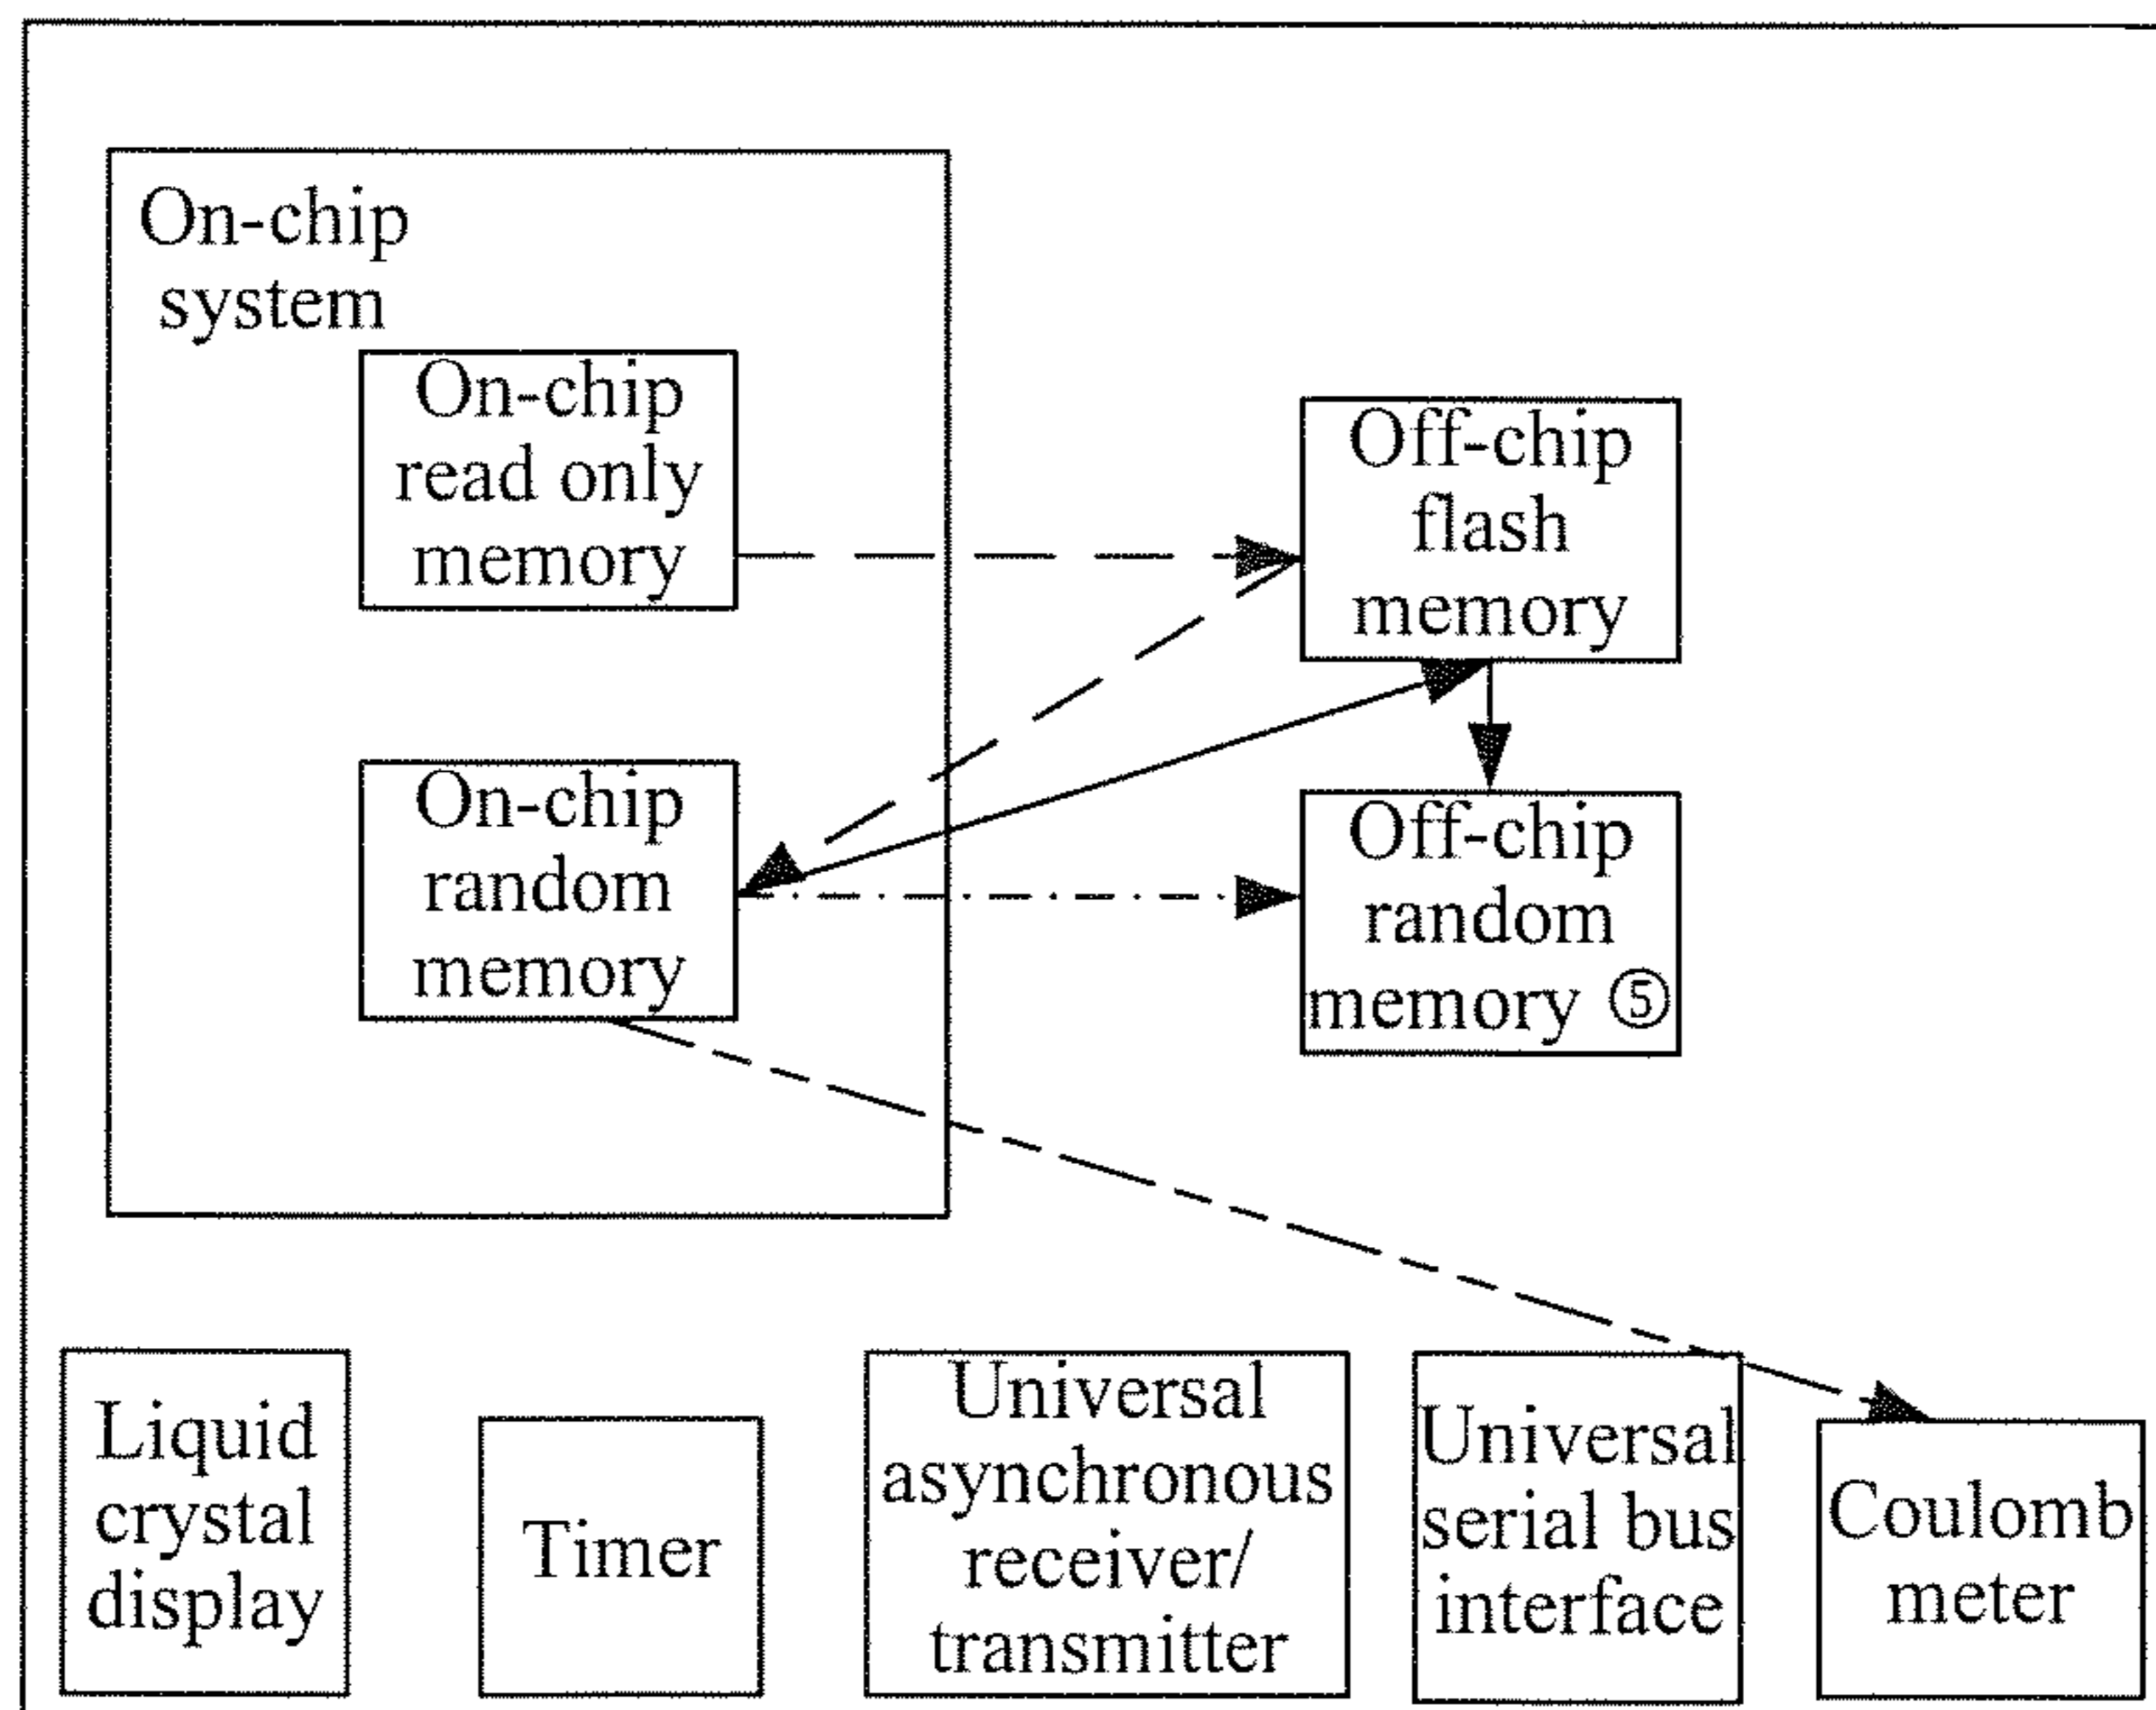 On-chip
system
On-chip
read only
memory
Off-chip
flash
memory
On-chip
random
memory
Off-chip
random
memory ⑤
Liquid
crystal
display
Timer
Universal
asynchronous
receiver/
transmitter
Universal
serial bus
interface
Coulomb
meter